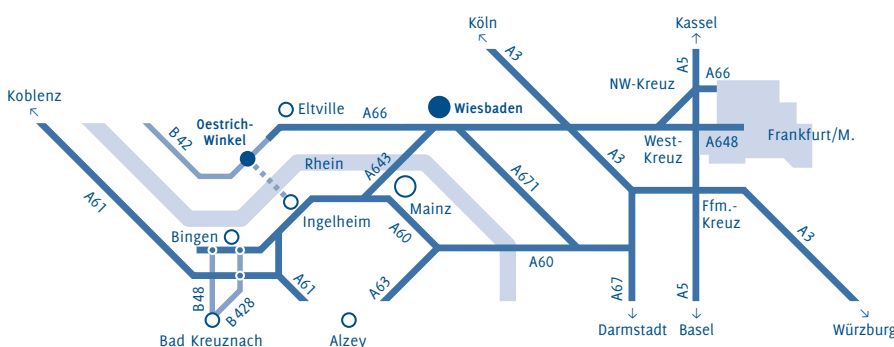 Köln
Kassel
A3
A5
NW-Kreuz
A66
Koblenz
Eltville
Wiesbaden
Oestrich-
Winkel
A66
B42
West-
Kreuz
A648
Frankfurt/M.
Rhein
A643
A671
A3
A61
Mainz
Ingelheim
Ffm.-
Kreuz
Bingen
A60
A60
A3
B48
B428
A61
A63
A67
A5
Bad Kreuznach
Alzey
Darmstadt
Basel
Würzburg